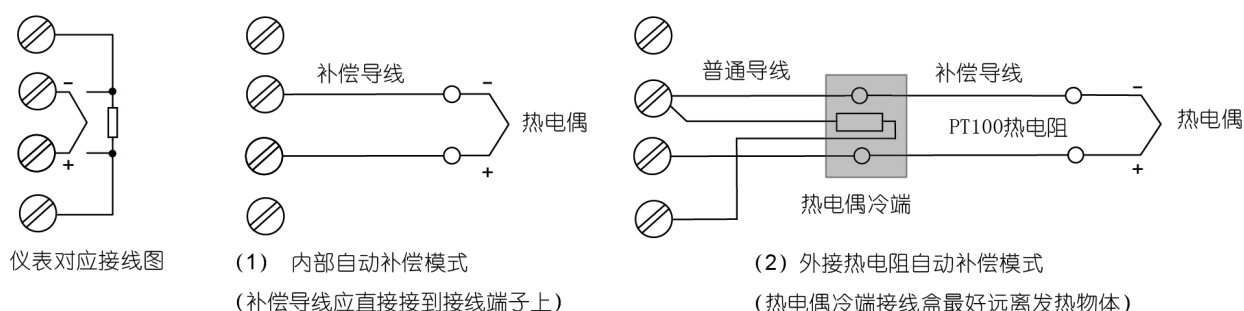 普通导线
补偿导线
补偿导线
-
-
-
热电偶
热电偶
PT100热电阻
+
+
+
热电偶冷端
仪表对应接线图
(1) 内部自动补偿模式
(2) 外接热电阻自动补偿模式
(补偿导线应直接接到接线端子上)
(热电偶冷端接线盒最好远离发热物体)